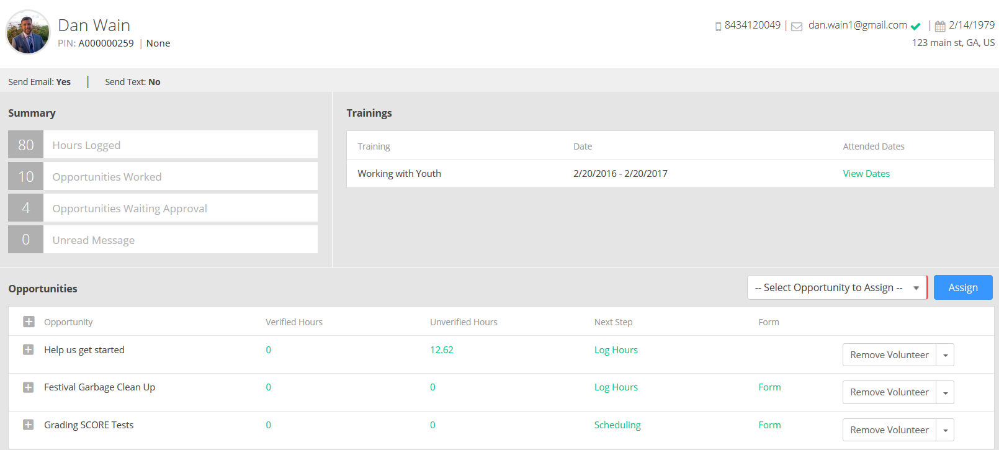 Dan Wain
PIN: A000000259 | None
8434120049 | dan.wain1@gmail.com | 2/14/1979
123 main st, GA, US
Send Email: Yes | Send Text: No
Summary
80 Hours Logged
10 Opportunities Worked
4 Opportunities Waiting Approval
0 Unread Message
Trainings
Training Date Attended Dates
Working with Youth 2/20/2016 - 2/20/2017 View Dates
Opportunities
-- Select Opportunity to Assign -- Assign
Opportunity Verified Hours Unverified Hours Next Step Form
Help us get started 0 12.62 Log Hours Remove Volunteer
Festival Garbage Clean Up 0 0 Log Hours Form Remove Volunteer
Grading SCORE Tests 0 0 Scheduling Form Remove Volunteer